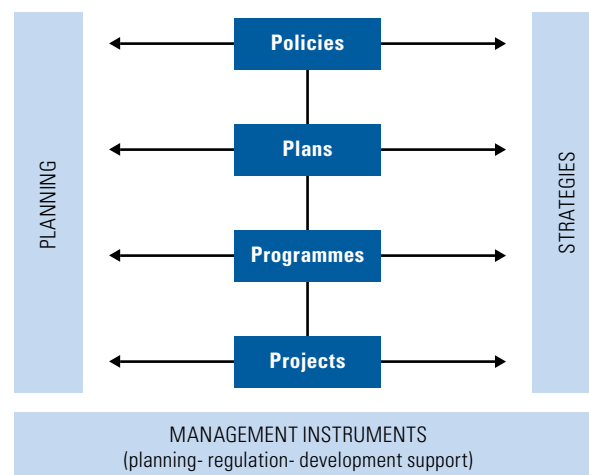 Policies
PLANNING
Plans
STRATEGIES
Programmes
Projects
MANAGEMENT INSTRUMENTS
(planning- regulation- development support)